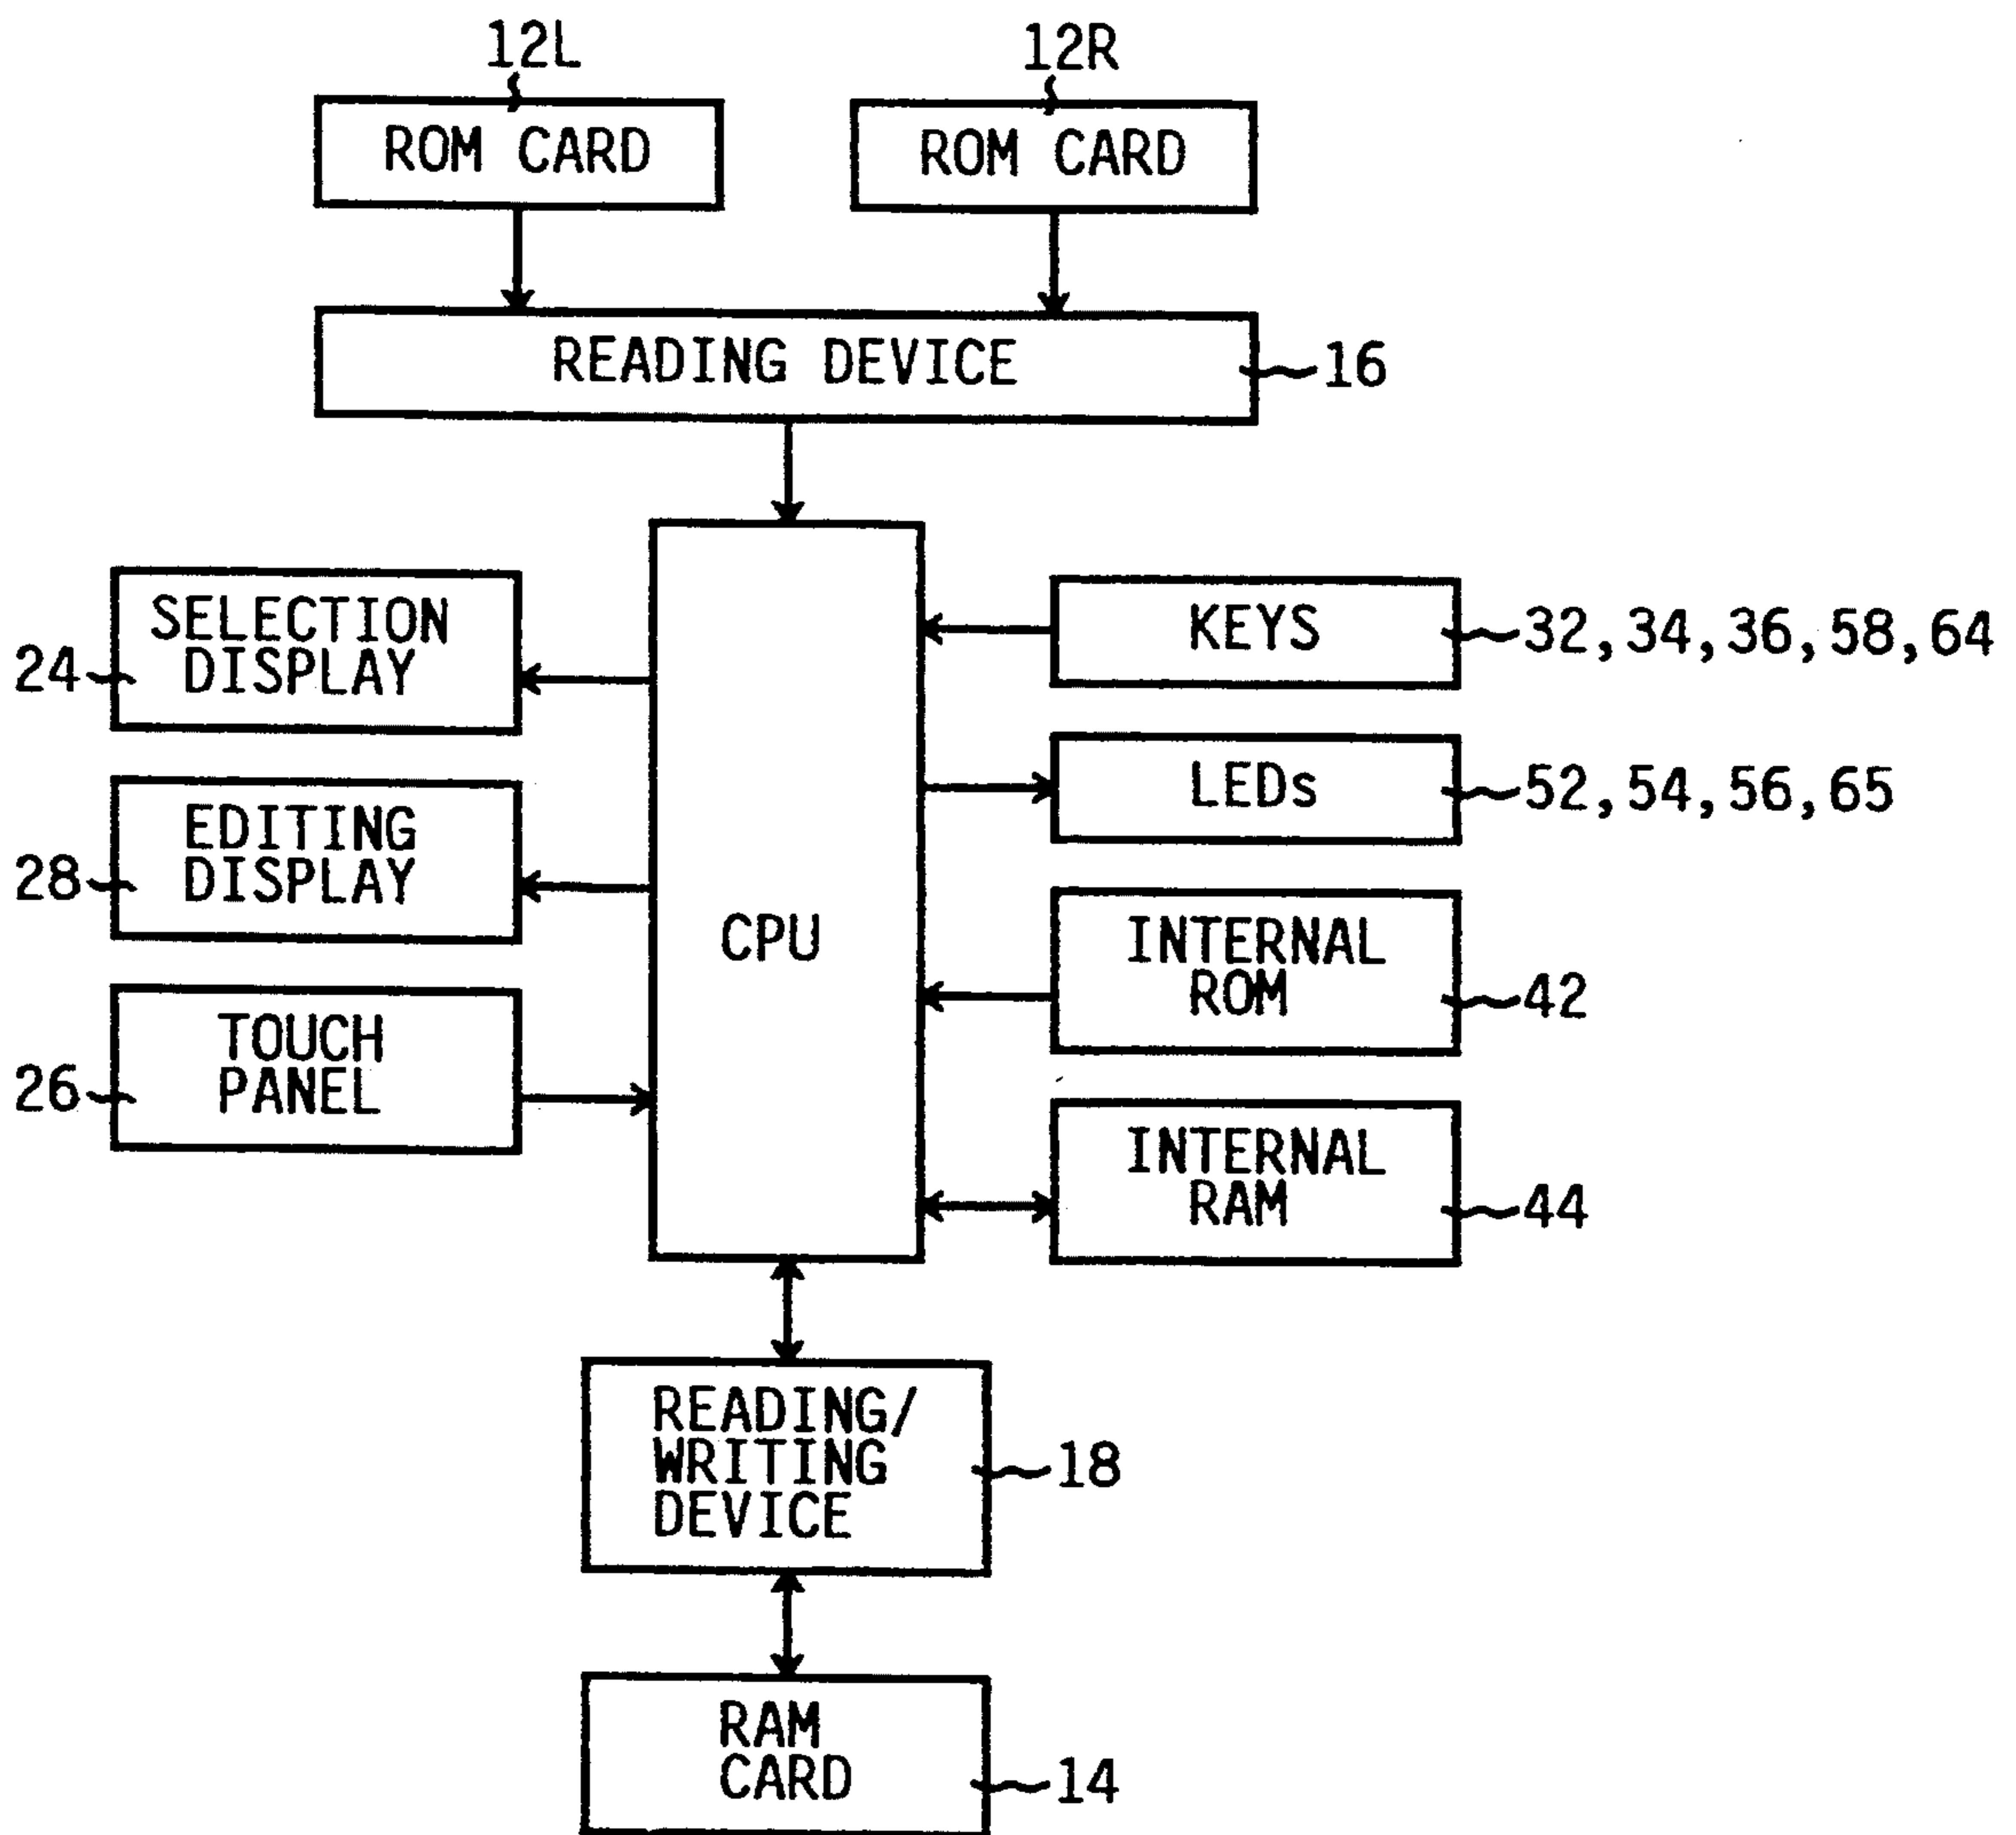 12L
12R
ROM CARD
ROM CARD
READING DEVICE
16
SELECTION
DISPLAY
24
KEYS
32,34,36,58,64
LEDs
52,54,56,65
EDITING
DISPLAY
28
CPU
INTERNAL
ROM
42
TOUCH
PANEL
26
INTERNAL
RAM
44
READING/
WRITING
DEVICE
18
RAM
CARD
14